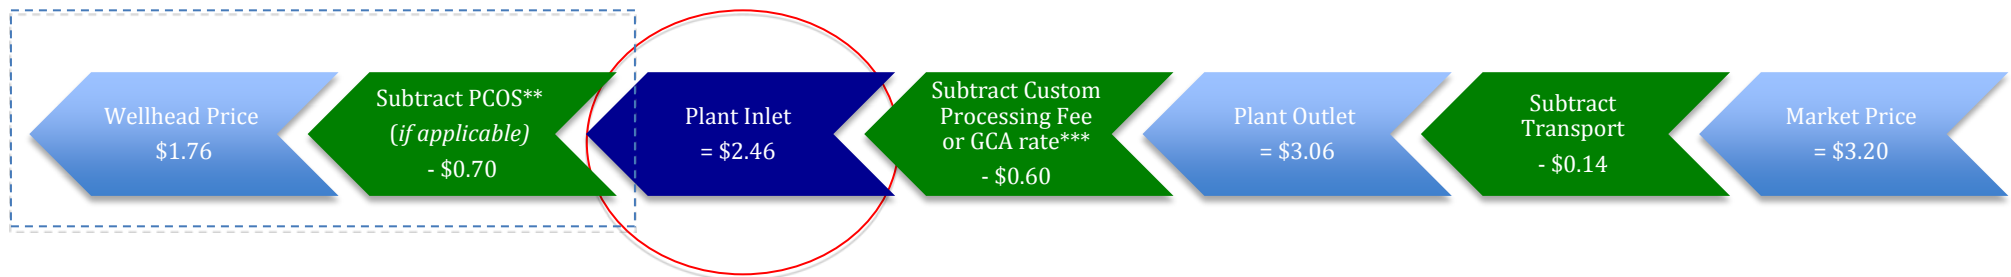 Wellhead Price
$1.76
Subtract PCOS**
(if applicable)
- $0.70
Plant Inlet
= $2.46
Subtract Custom
Processing Fee
or GCA rate***
- $0.60
Plant Outlet
= $3.06
Subtract
Transport
- $0.14
Market Price
= $3.20